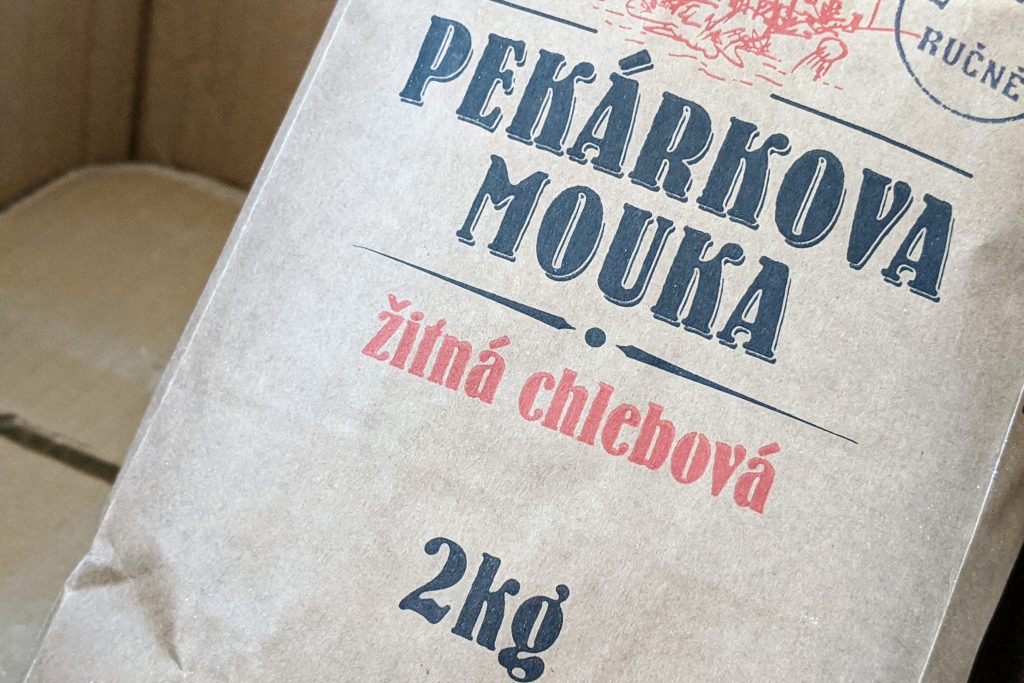 RUČNĚ
PEKÁRKOVA
MOUKA
žitná chlebová
2kg